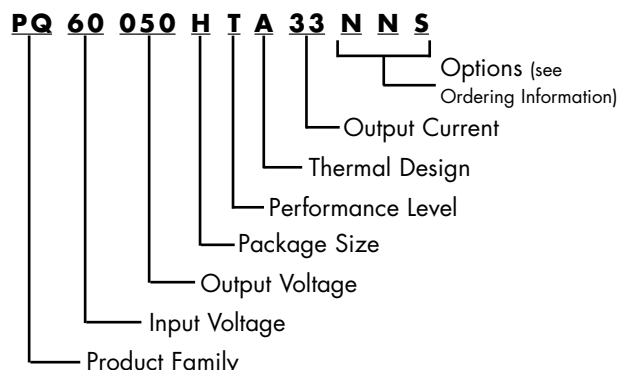 PQ 60 050 H T A 33 N N S
Options (see
Ordering Information)
Output Current
Thermal Design
Performance Level
Package Size
Output Voltage
Input Voltage
Product Family